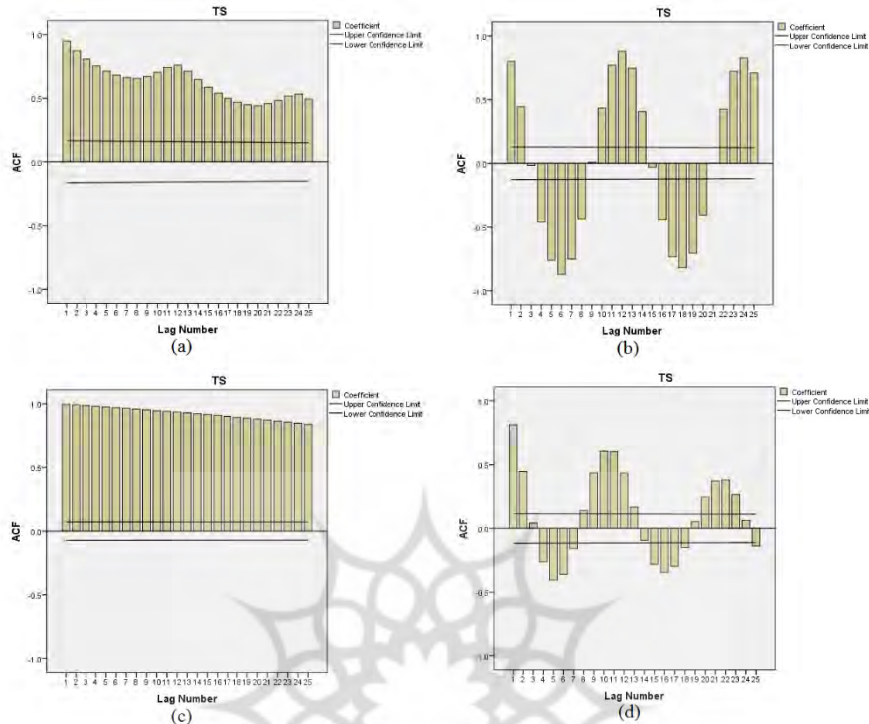 TS
Coefficient
Upper Confidence Limit
Lower Confidence Limit
1.0
0.5
0.0
-0.5
-1.0
ACF
1 2 3 4 5 6 7 8 9 10 11 12 13 14 15 16 17 18 19 20 21 22 23 24 25
Lag Number
(a)
TS
Coefficient
Upper Confidence Limit
Lower Confidence Limit
1.0
0.5
0.0
-0.5
-1.0
ACF
1 2 3 4 5 6 7 8 9 10 11 12 13 14 15 16 17 18 19 20 21 22 23 24 25
Lag Number
(b)
TS
Coefficient
Upper Confidence Limit
Lower Confidence Limit
1.0
0.5
0.0
-0.5
-1.0
ACF
1 2 3 4 5 6 7 8 9 10 11 12 13 14 15 16 17 18 19 20 21 22 23 24 25
Lag Number
(c)
TS
Coefficient
Upper Confidence Limit
Lower Confidence Limit
1.0
0.5
0.0
-0.5
-1.0
ACF
1 2 3 4 5 6 7 8 9 10 11 12 13 14 15 16 17 18 19 20 21 22 23 24 25
Lag Number
(d)